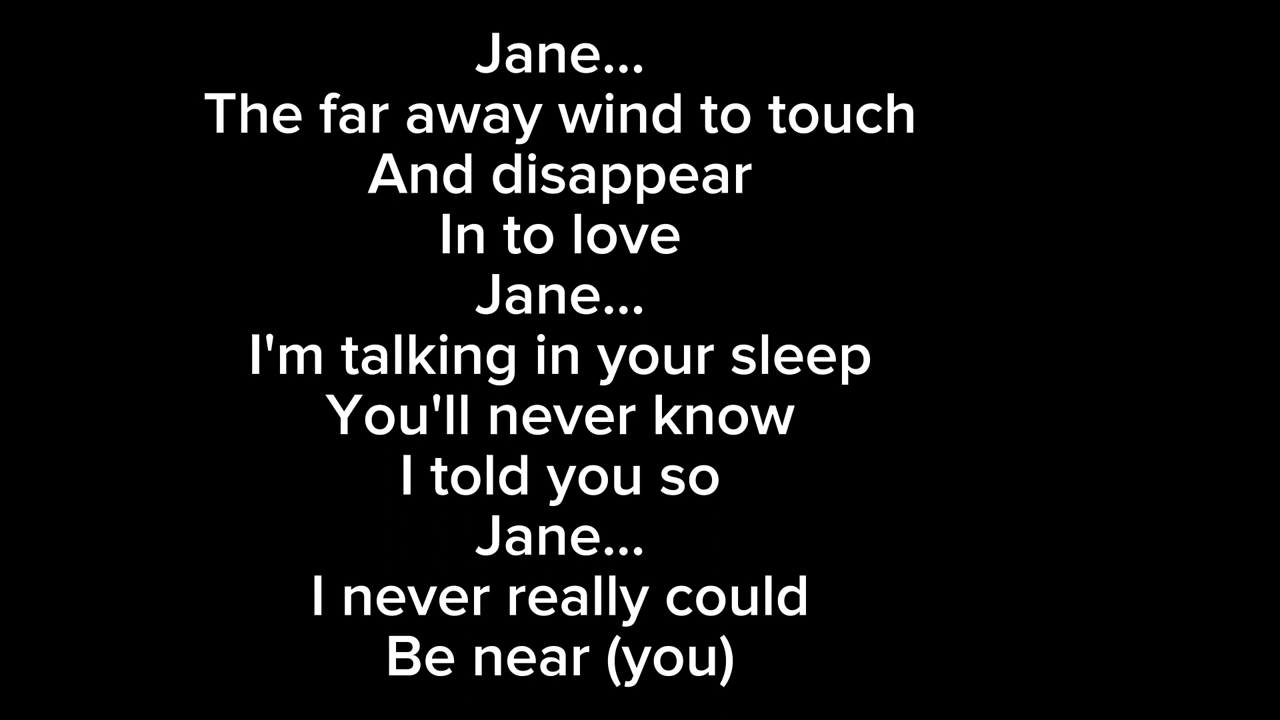 Jane...
The far away wind to touch
And disappear
In to love
Jane...
I'm talking in your sleep
You'll never know
I told you so
Jane...
I never really could
Be near (you)